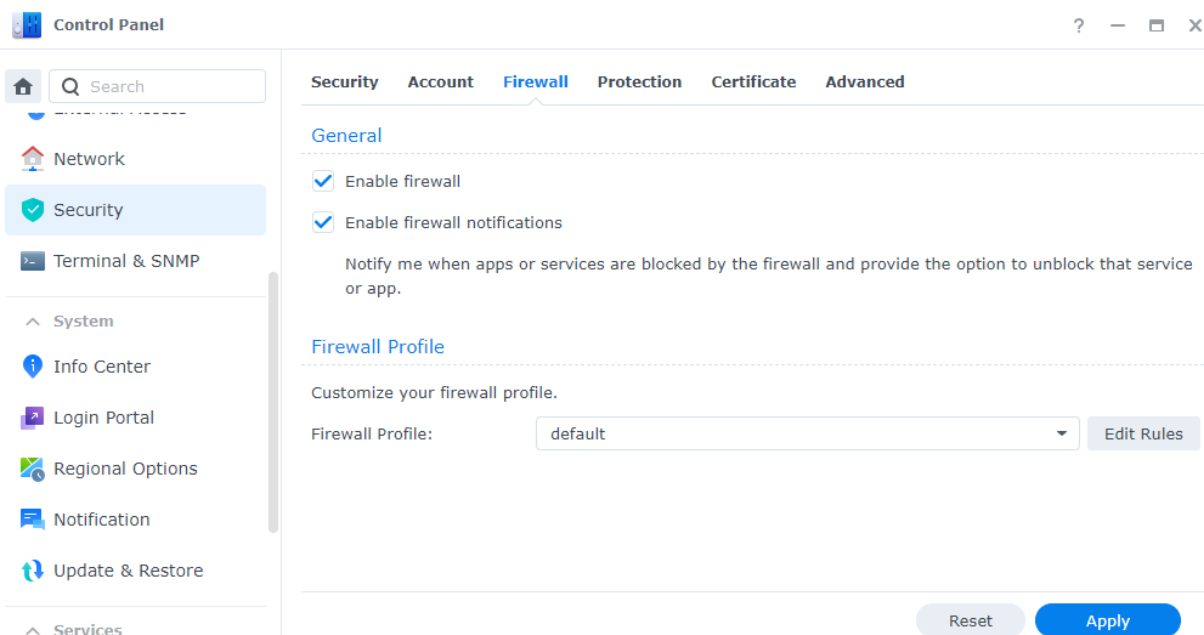 Control Panel
?
Search
External Access
Network
Security
Terminal & SNMP
System
Info Center
Login Portal
Regional Options
Notification
Update & Restore
Services
Security Account Firewall Protection Certificate Advanced
General
Enable firewall
Enable firewall notifications
Notify me when apps or services are blocked by the firewall and provide the option to unblock that service
or app.
Firewall Profile
Customize your firewall profile.
Firewall Profile: default Edit Rules
Reset Apply